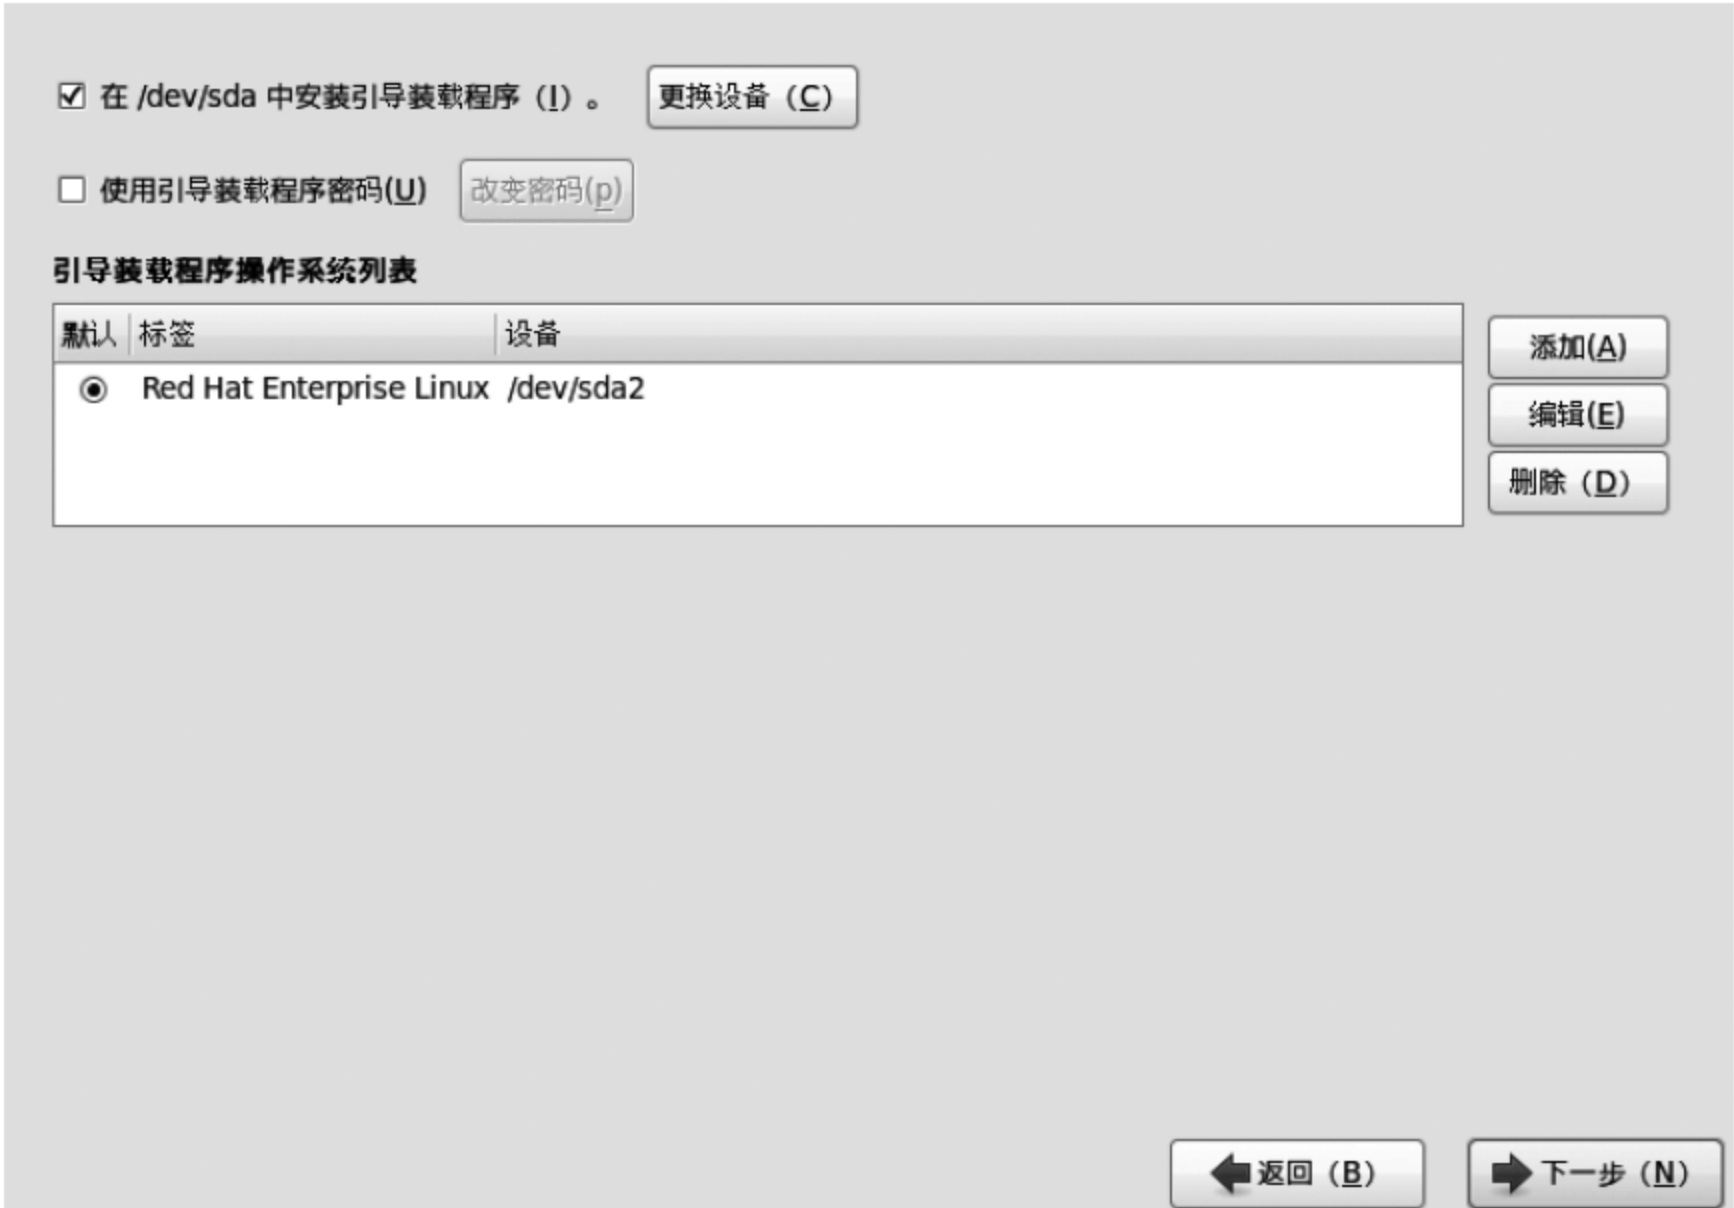 在 /dev/sda 中安装引导装载程序（I）。 更换设备（C）
使用引导装载程序密码(U) 改变密码(p)
引导装载程序操作系统列表
默认 标签 设备
Red Hat Enterprise Linux /dev/sda2
添加(A)
编辑(E)
删除（D）
返回（B） 下一步（N）